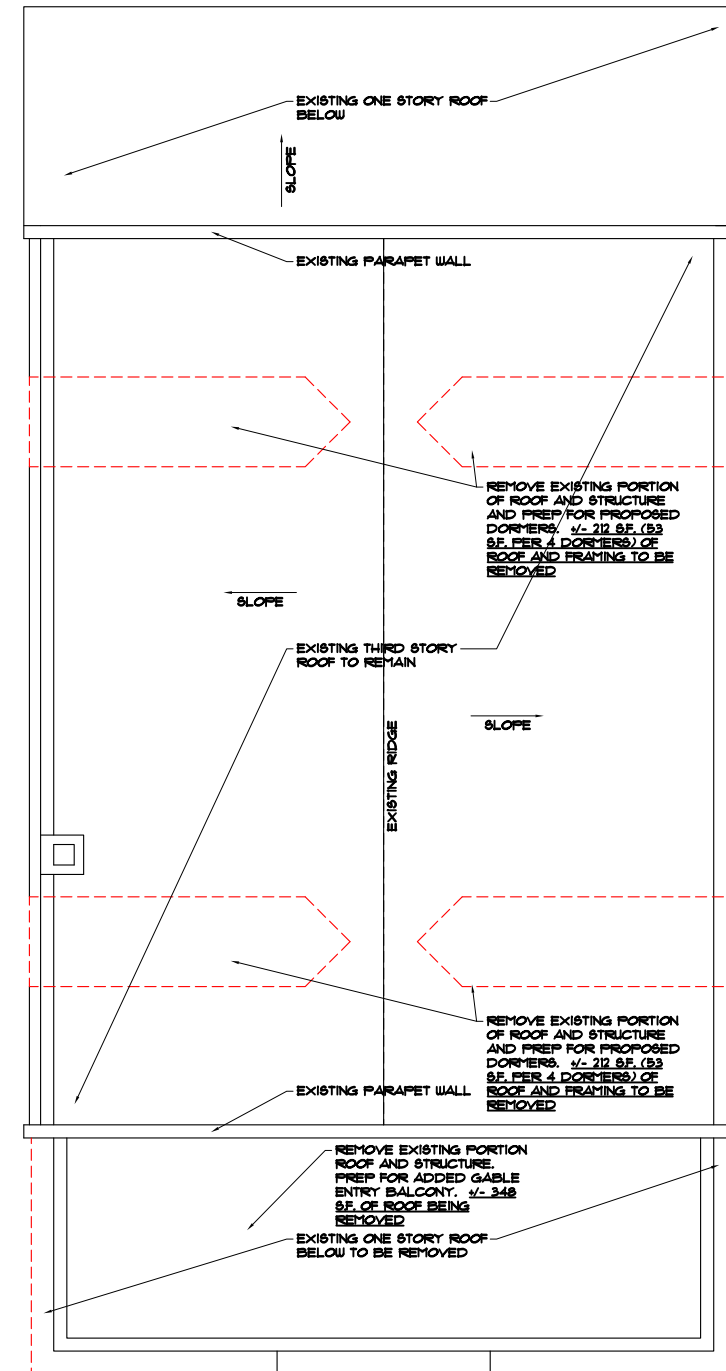 EXISTING ONE STORY ROOF
BELOW
SLOPE
EXISTING PARAPET WALL
REMOVE EXISTING PORTION
OF ROOF AND STRUCTURE
AND PREP FOR PROPOSED
DORMERS. +/- 212 S.F. (53
S.F. PER 4 DORMERS) OF
ROOF AND FRAMING TO BE
REMOVED
SLOPE
EXISTING THIRD STORY
ROOF TO REMAIN
SLOPE
EXISTING RIDGE
REMOVE EXISTING PORTION
OF ROOF AND STRUCTURE
AND PREP FOR PROPOSED
DORMERS. +/- 212 S.F. (53
S.F. PER 4 DORMERS) OF
ROOF AND FRAMING TO BE
REMOVED
EXISTING PARAPET WALL
REMOVE EXISTING PORTION
ROOF AND STRUCTURE.
PREP FOR ADDED GABLE
ENTRY BALCONY. +/- 348
S.F. OF ROOF BEING
REMOVED
EXISTING ONE STORY ROOF
BELOW TO BE REMOVED